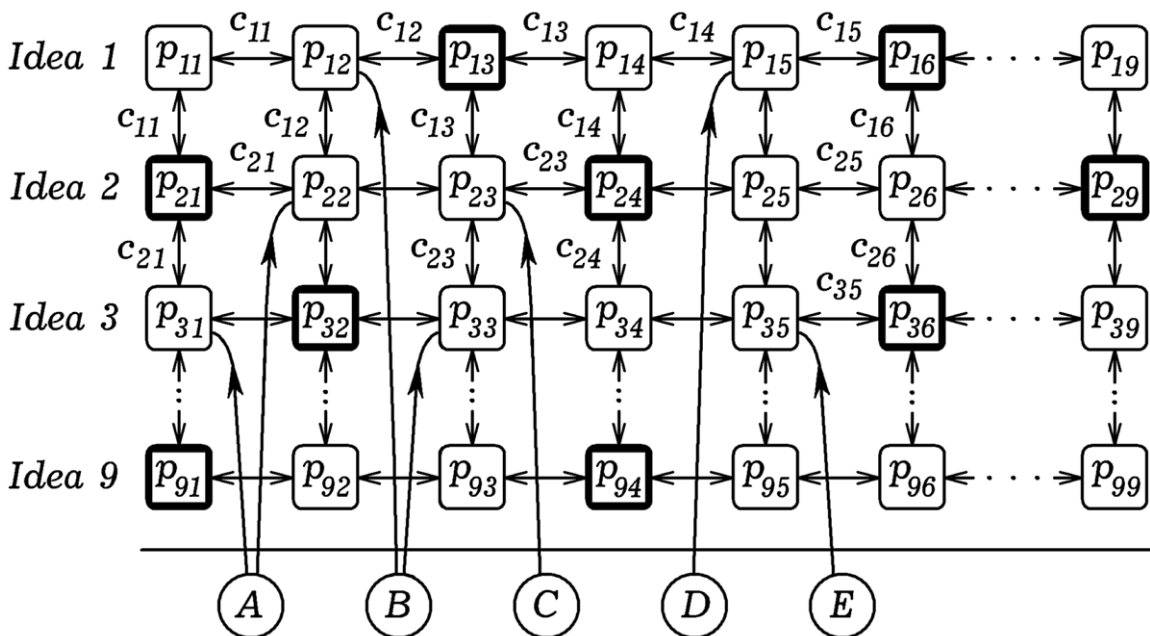 c11 c12 c13 c14 c15
Idea 1 p11 p12 p13 p14 p15 p16 · · · p19
c11 c12 c13 c14 c16
c21 c23 c25
Idea 2 p21 p22 p23 p24 p25 p26 · · · p29
c21 c23 c24 c26
c35
Idea 3 p31 p32 p33 p34 p35 p36 · · · p39
Idea 9 p91 p92 p93 p94 p95 p96 · · · p99
A B C D E